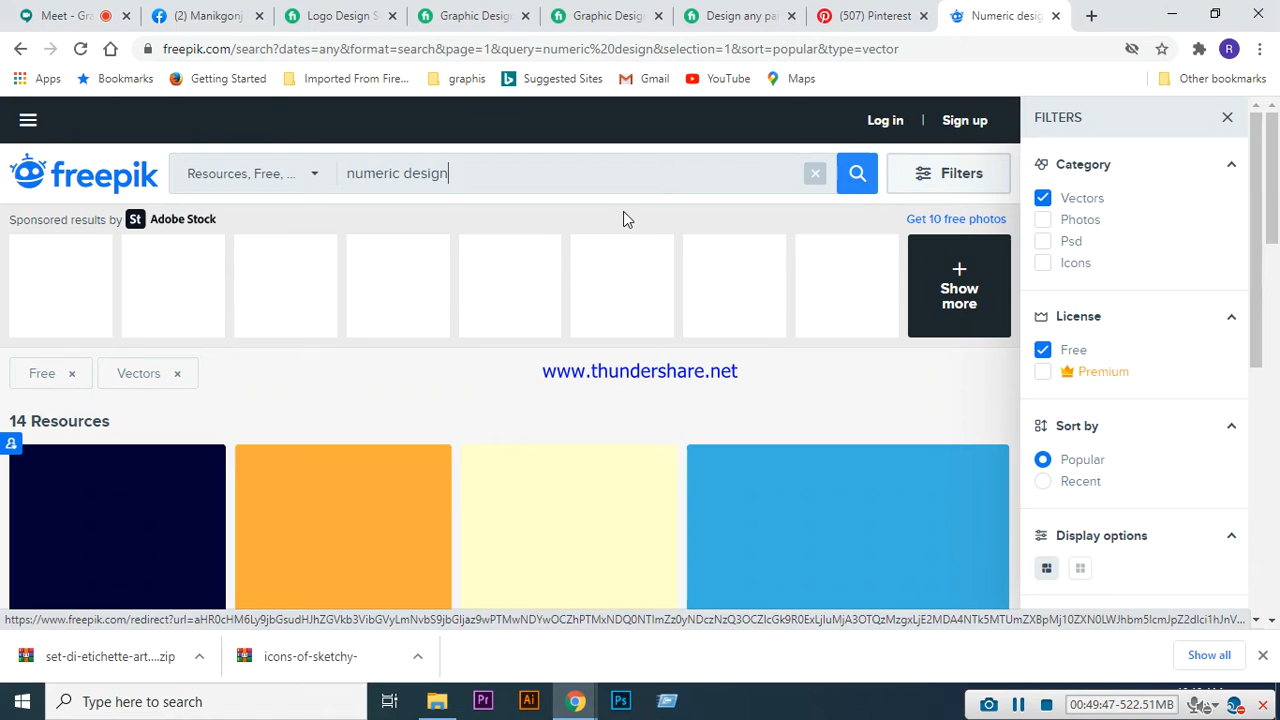 Meet - Gra
(2) Manikgonj
Logo Design S
Graphic Desig
Graphic Desig
Design any pa
(507) Pinterest
Numeric desig
freepik.com/search?dates=any&format=search&page=1&query=numeric%20design&selection=1&sort=popular&type=vector
R
Apps
Bookmarks
Getting Started
Imported From Fire...
graphis
Suggested Sites
Gmail
YouTube
Maps
Other bookmarks
Log in
Sign up
FILTERS
freepik
Resources, Free, ...
numeric design
Filters
Category
Vectors
Photos
Psd
Icons
Sponsored results by St Adobe Stock
Get 10 free photos
+
Show
more
License
Free
Premium
Free ×
Vectors ×
www.thundershare.net
14 Resources
Sort by
Popular
Recent
Display options
set-di-etichette-art....zip
icons-of-sketchy-
Show all
Type here to search
Pr
Ai
Ps
00:49:47-522.51MB